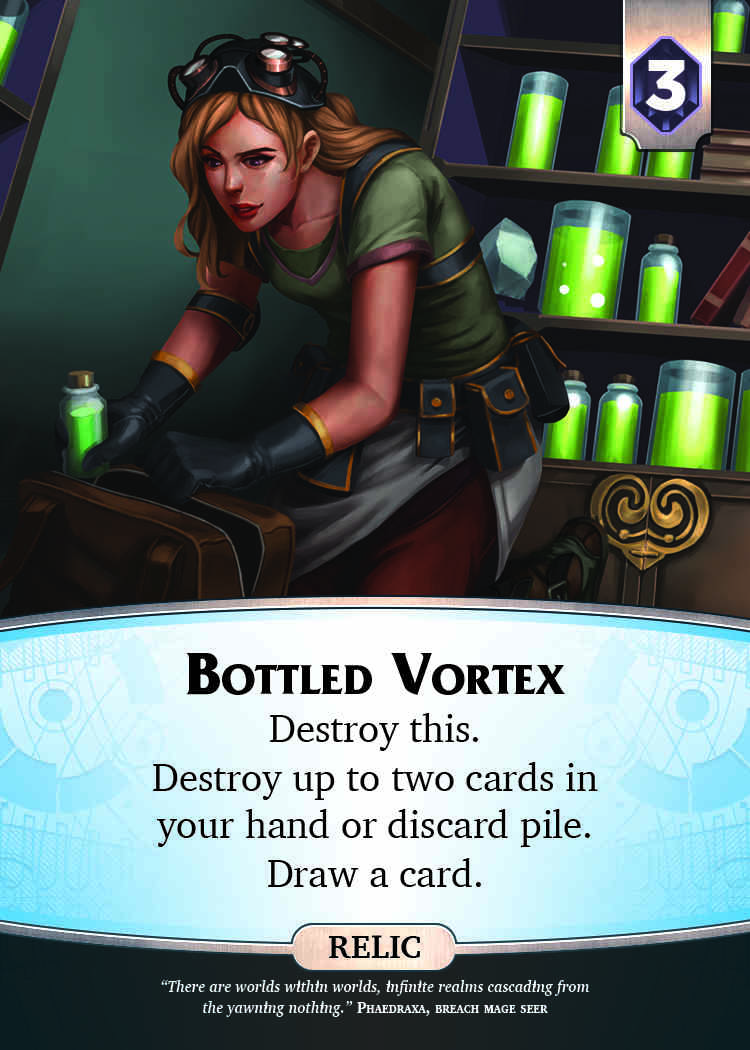 3
Bottled Vortex
Destroy this.
Destroy up to two cards in
your hand or discard pile.
Draw a card.
RELIC
“There are worlds within worlds, infinite realms cascading from
the yawning nothing.” Phaedraxa, breach mage seer